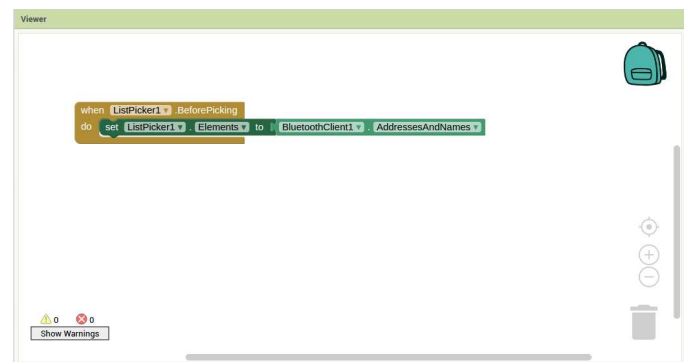 Viewer
when ListPicker1 .BeforePicking
do set ListPicker1 . Elements to BluetoothClient1 . AddressesAndNames
0 0
Show Warnings